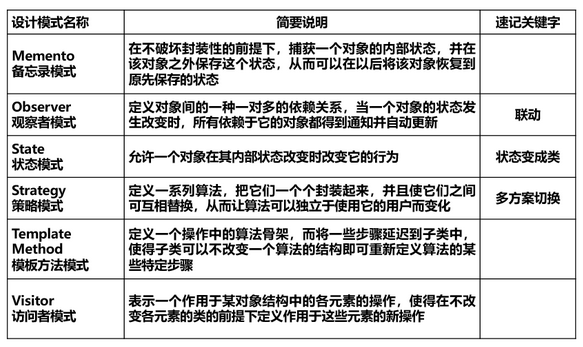 设计模式名称 简要说明 速记关键字
Memento
备忘录模式
在不破坏封装性的前提下，捕获一个对象的内部状态，并在
该对象之外保存这个状态，从而可以在以后将该对象恢复到
原先保存的状态
Observer
观察者模式
定义对象间的一种一对多的依赖关系，当一个对象的状态发
生改变时，所有依赖于它的对象都得到通知并自动更新
联动
State
状态模式
允许一个对象在其内部状态改变时改变它的行为
状态变成类
Strategy
策略模式
定义一系列算法，把它们一个个封装起来，并且使它们之间
可互相替换，从而让算法可以独立于使用它的用户而变化
多方案切换
Template
Method
模板方法模式
定义一个操作中的算法骨架，而将一些步骤延迟到子类中，
使得子类可以不改变一个算法的结构即可重新定义算法的某
些特定步骤
Visitor
访问者模式
表示一个作用于某对象结构中的各元素的操作，使得在不改
变各元素的类的前提下定义作用于这些元素的新操作